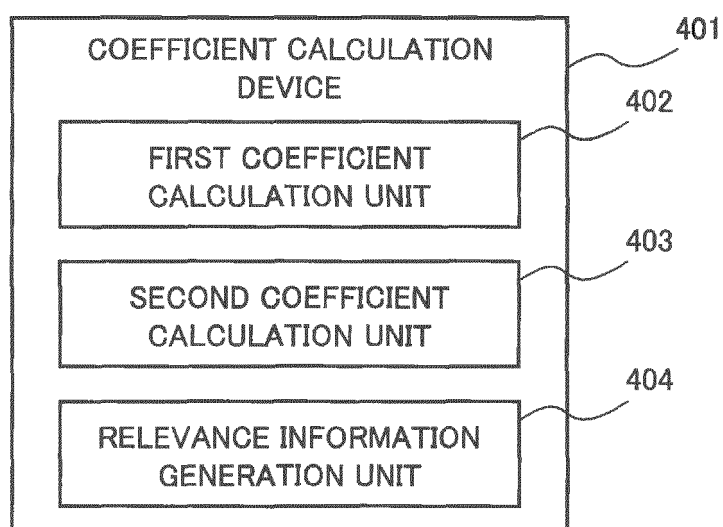 COEFFICIENT CALCULATION
DEVICE
401
402
FIRST COEFFICIENT
CALCULATION UNIT
403
SECOND COEFFICIENT
CALCULATION UNIT
404
RELEVANCE INFORMATION
GENERATION UNIT